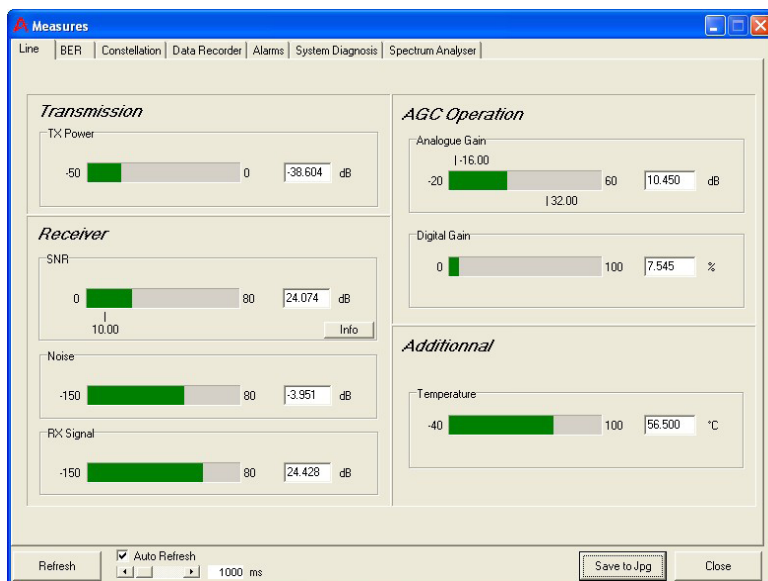 Measures
Line BER Constellation Data Recorder Alarms System Diagnosis Spectrum Analyser
Transmission
TX Power
-50 0 -38.604 dB
Receiver
SNR
0 80 24.074 dB
10.00
Info
Noise
-150 80 -3.951 dB
RX Signal
-150 80 24.428 dB
AGC Operation
Analogue Gain
-16.00
-20 60 10.450 dB
32.00
Digital Gain
0 100 7.545 %
Additionnal
Temperature
-40 100 56.500 °C
Refresh
Auto Refresh
1000 ms
Save to Jpg
Close